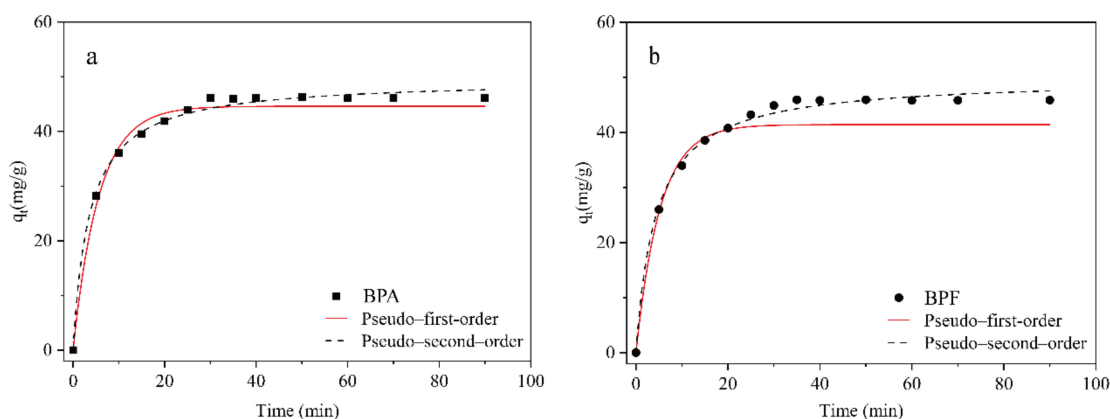 a
60
40
20
0
qt(mg/g)
BPA
Pseudo–first-order
Pseudo–second–order
0 20 40 60 80 100
Time (min)
b
60
40
20
0
qt(mg/g)
BPF
Pseudo–first-order
Pseudo–second–order
0 20 40 60 80 100
Time (min)